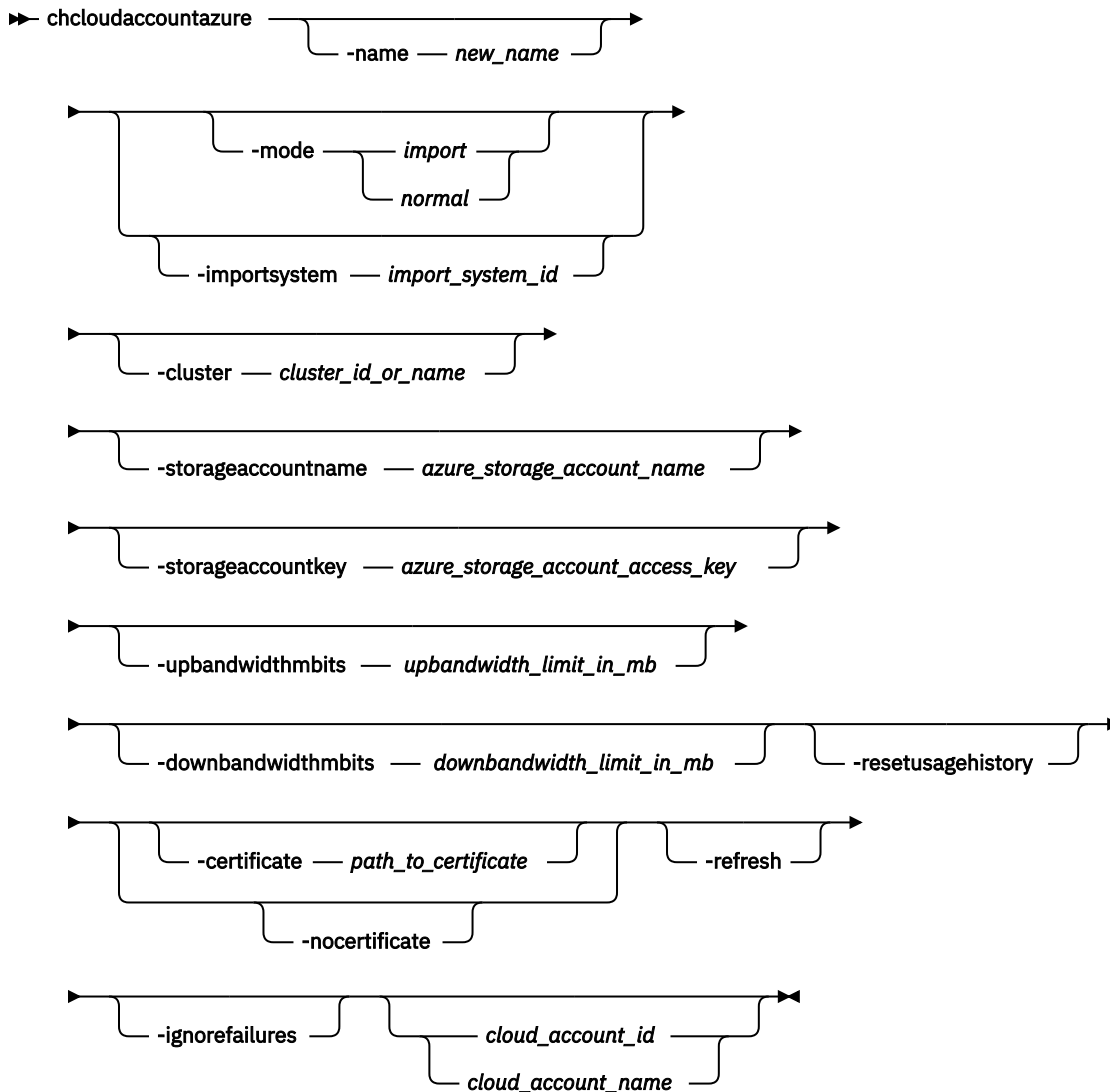 chcloudaccountazure
-name new_name
-mode import
normal
-importsystem import_system_id
-cluster cluster_id_or_name
-storageaccountname azure_storage_account_name
-storageaccountkey azure_storage_account_access_key
-upbandwidthmbits upbandwidth_limit_in_mb
-downbandwidthmbits downbandwidth_limit_in_mb -resetusagehistory
-certificate path_to_certificate -refresh
-nocertificate
-ignorefailures cloud_account_id
cloud_account_name